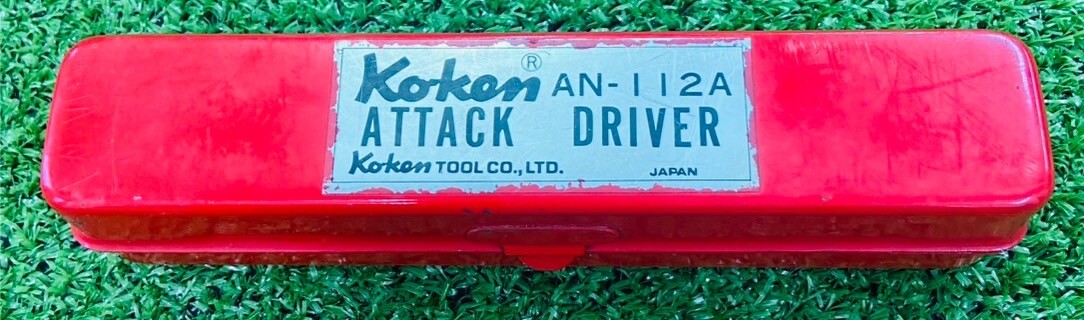 Koken® AN-112A
ATTACK DRIVER
Koken TOOL CO., LTD. JAPAN